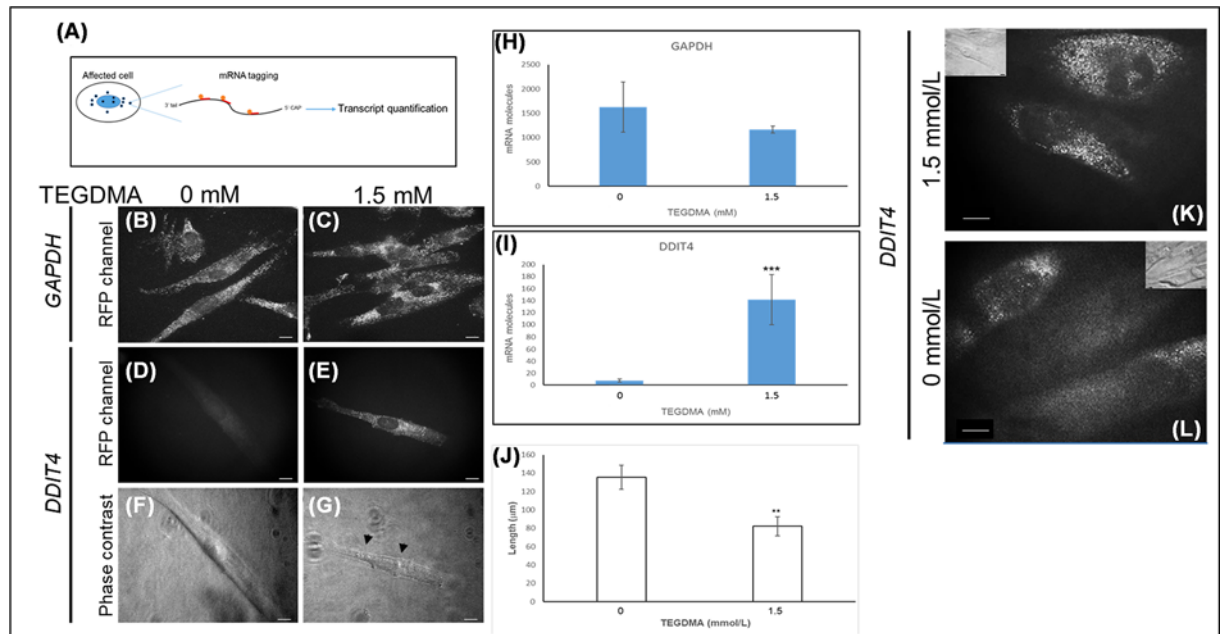 (A)
Affected cell
mRNA tagging
3' tail
5' CAP
Transcript quantification
TEGDMA 0 mM 1.5 mM
GAPDH
RFP channel
(B)
(C)
DDIT4
RFP channel
(D)
(E)
Phase contrast
(F)
(G)
(H)
GAPDH
mRNA molecules
2500
2000
1500
1000
500
0
0
1.5
TEGDMA (mM)
(I)
DDIT4
mRNA molecules
200
180
160
140
120
100
80
60
40
20
0
***
0
1.5
TEGDMA (mM)
(J)
Length (μm)
160
140
120
100
80
60
40
20
0
**
0
1.5
TEGDMA (mmol/L)
DDIT4
1.5 mmol/L
(K)
0 mmol/L
(L)